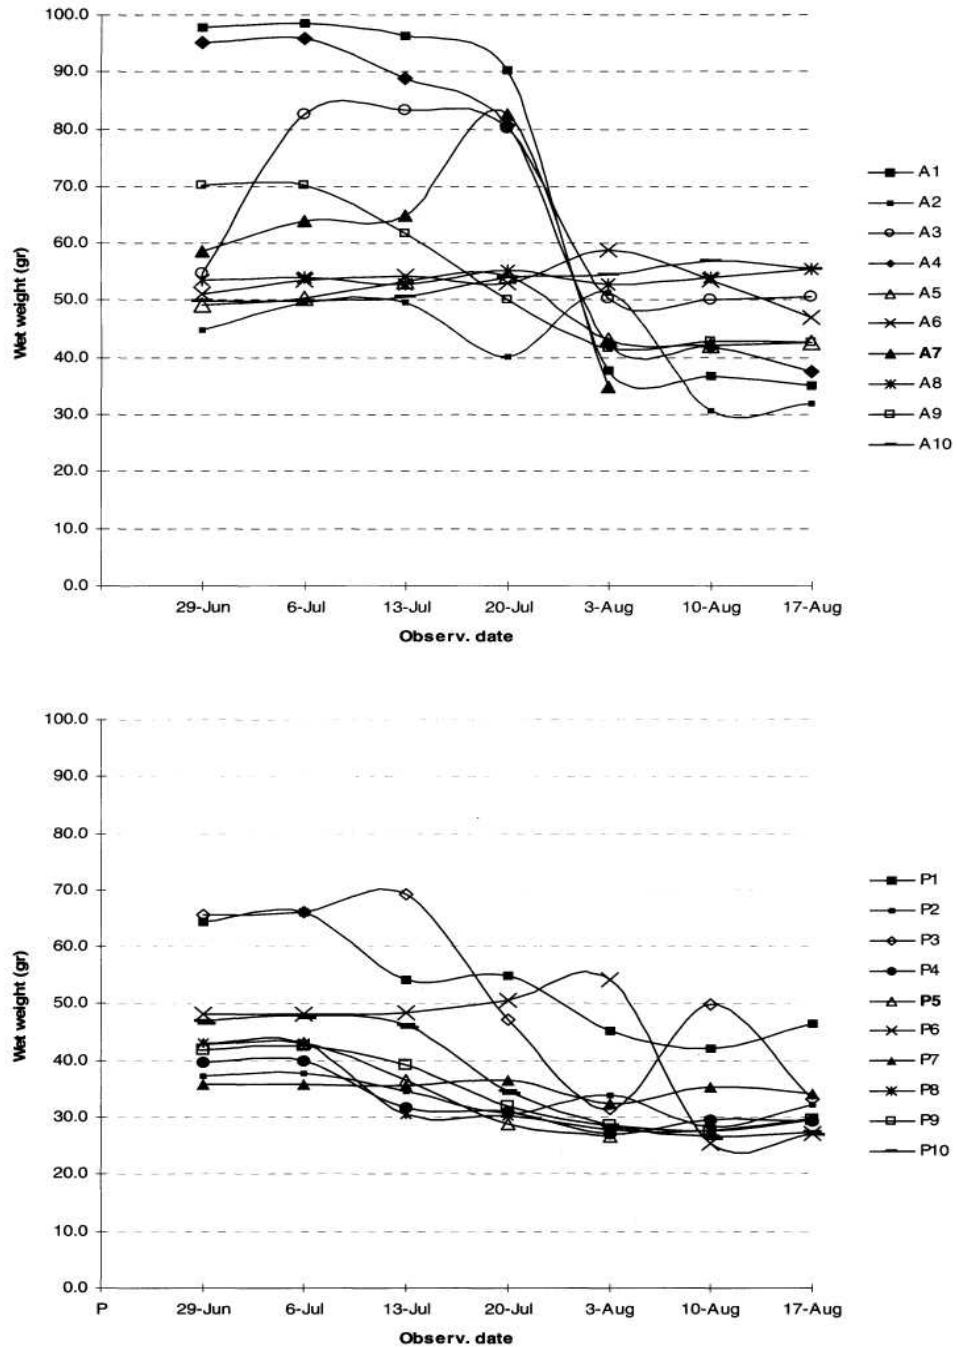 100.0
90.0
80.0
70.0
60.0
50.0
40.0
30.0
20.0
10.0
0.0
Wet weight (gr)
29-Jun 6-Jul 13-Jul 20-Jul 3-Aug 10-Aug 17-Aug
Observ. date
A1
A2
A3
A4
A5
A6
A7
A8
A9
A10
100.0
90.0
80.0
70.0
60.0
50.0
40.0
30.0
20.0
10.0
0.0
Wet weight (gr)
P 29-Jun 6-Jul 13-Jul 20-Jul 3-Aug 10-Aug 17-Aug
Observ. date
P1
P2
P3
P4
P5
P6
P7
P8
P9
P10